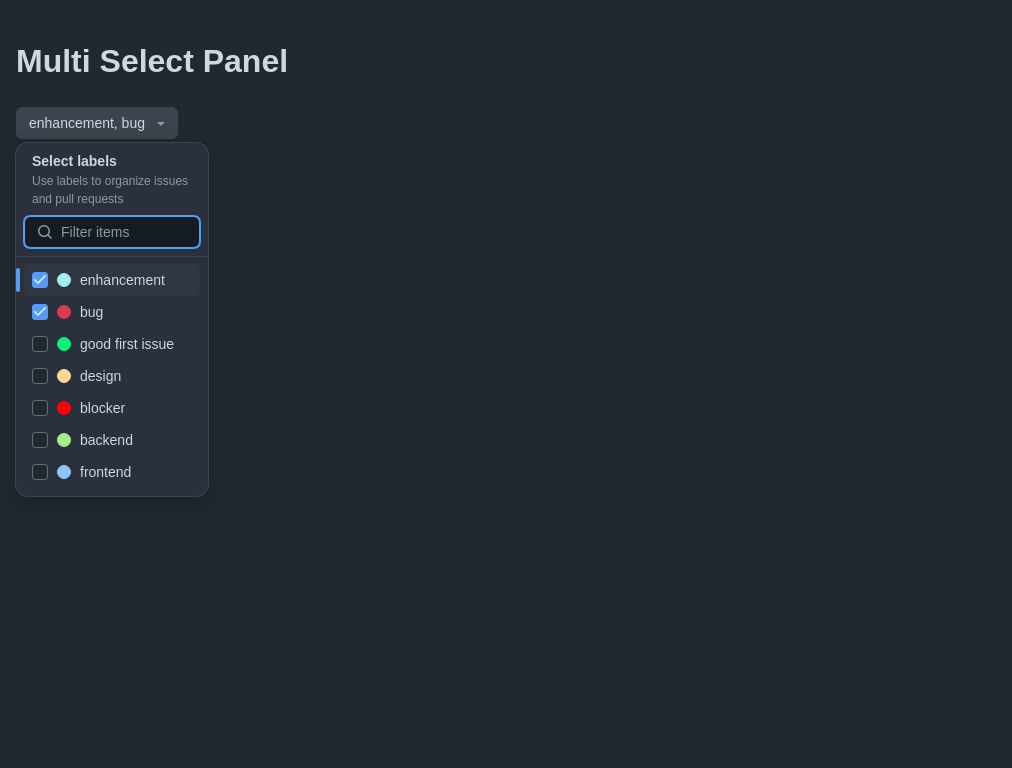 Multi Select Panel
enhancement, bug
Select labels
Use labels to organize issues
and pull requests
Filter items
enhancement
bug
good first issue
design
blocker
backend
frontend